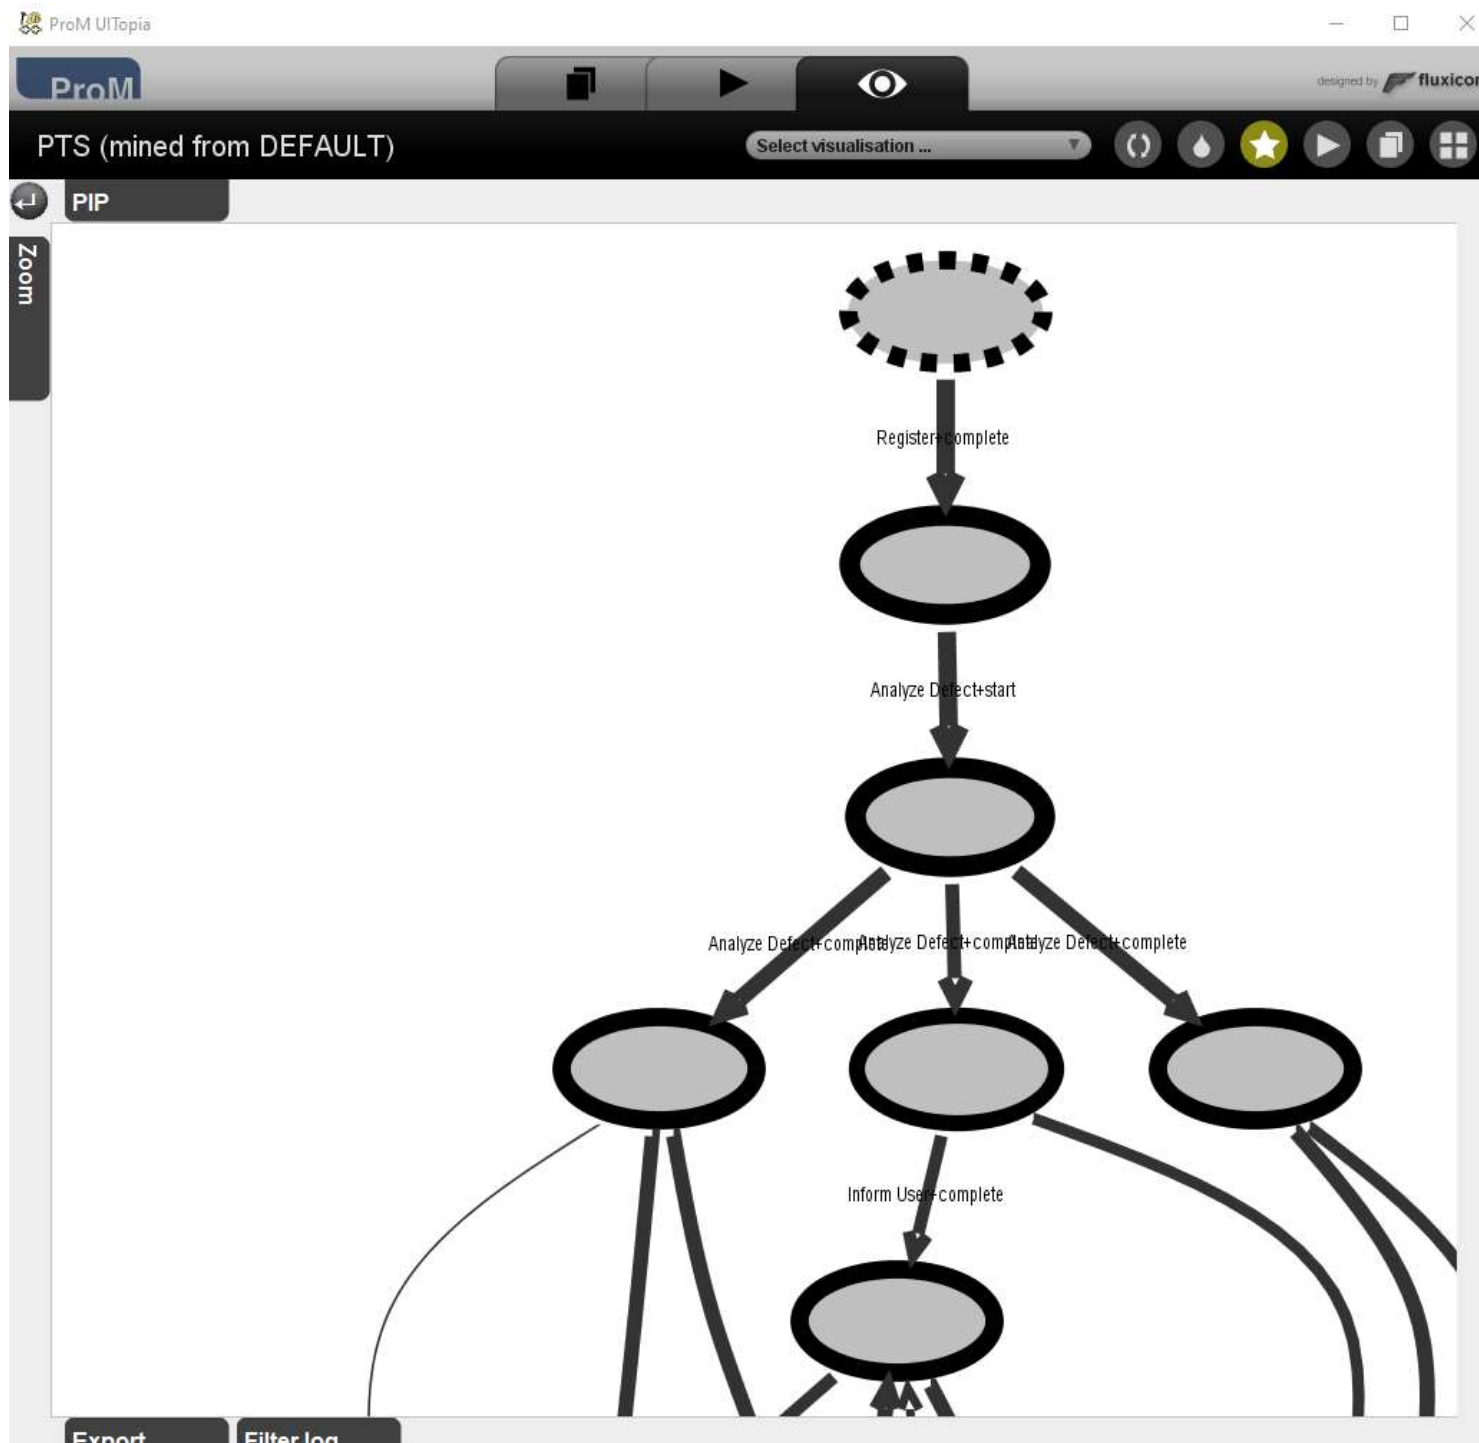 ProM UITopia
ProM
designed by fluxicon
PTS (mined from DEFAULT)
Select visualisation ...
PIP
Zoom
Register+complete
Analyze Defect+start
Analyze Defect+complete
Analyze Defect+complete
Analyze Defect+complete
Inform User+complete
Export
Filter log